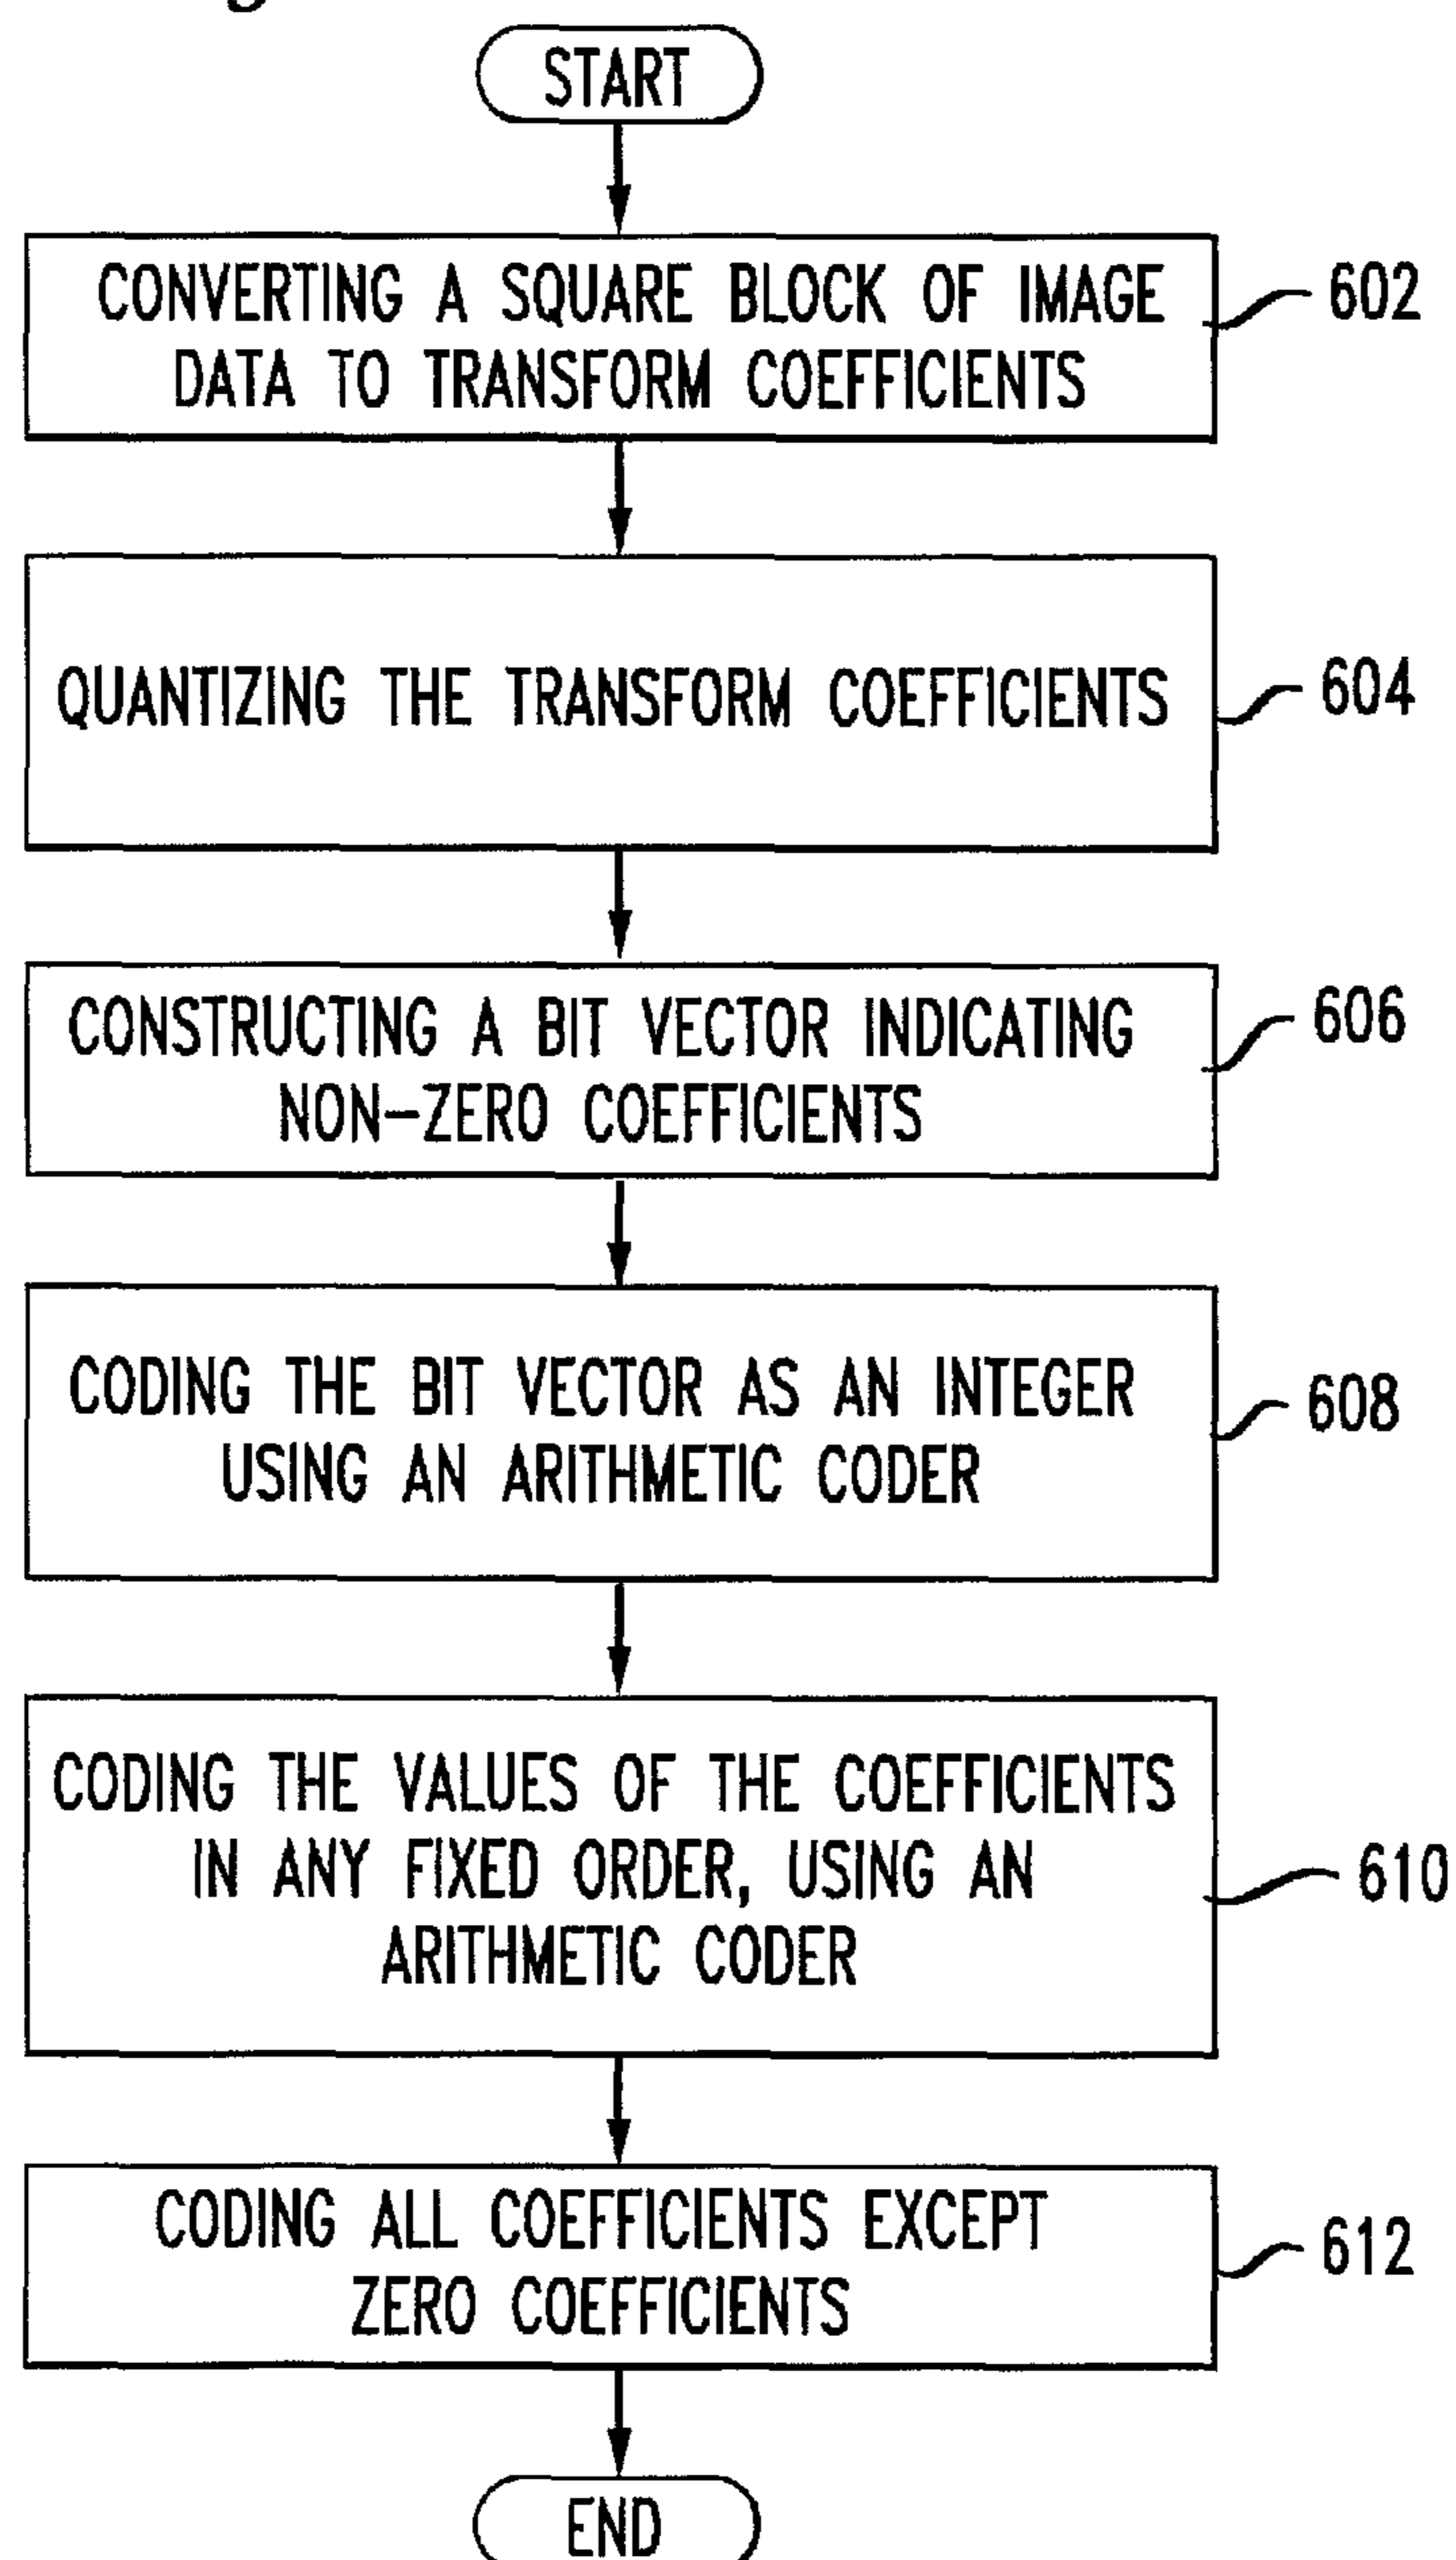 START
CONVERTING A SQUARE BLOCK OF IMAGE
DATA TO TRANSFORM COEFFICIENTS
602
QUANTIZING THE TRANSFORM COEFFICIENTS
604
CONSTRUCTING A BIT VECTOR INDICATING
NON-ZERO COEFFICIENTS
606
CODING THE BIT VECTOR AS AN INTEGER
USING AN ARITHMETIC CODER
608
CODING THE VALUES OF THE COEFFICIENTS
IN ANY FIXED ORDER, USING AN
ARITHMETIC CODER
610
CODING ALL COEFFICIENTS EXCEPT
ZERO COEFFICIENTS
612
END